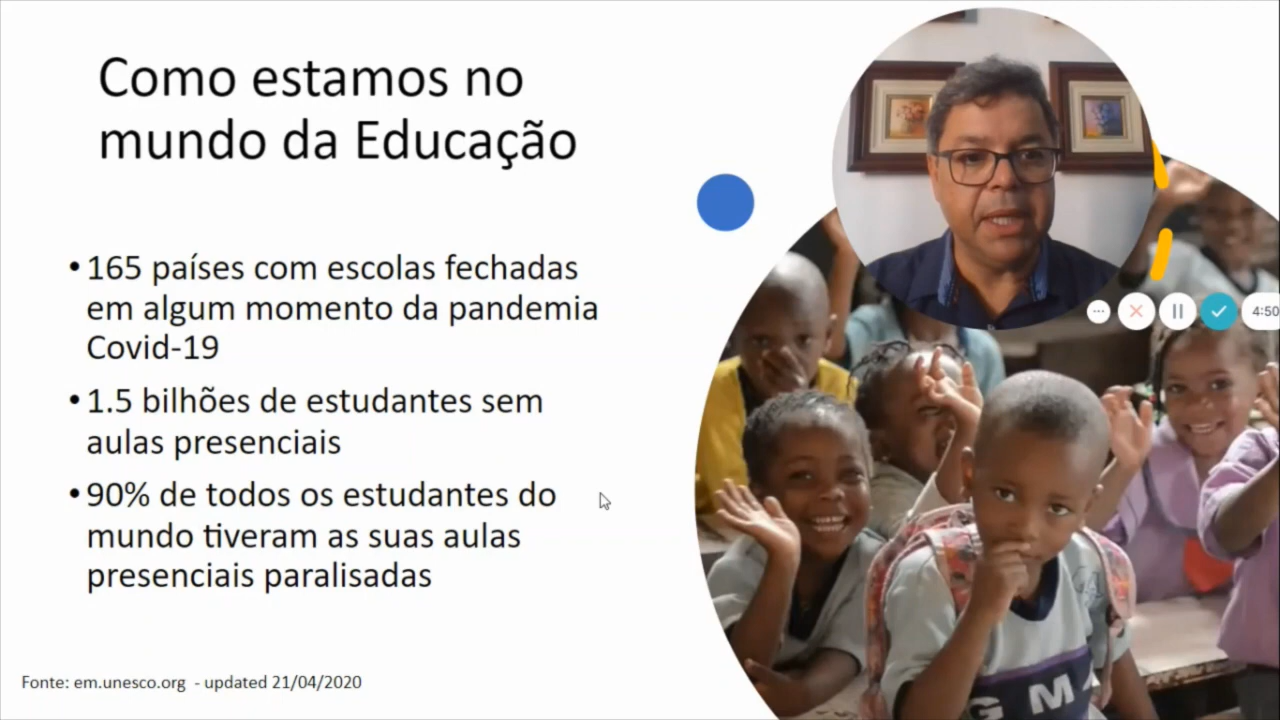 Como estamos no
mundo da Educação
• 165 países com escolas fechadas
em algum momento da pandemia
Covid-19
• 1.5 bilhões de estudantes sem
aulas presenciais
• 90% de todos os estudantes do
mundo tiveram as suas aulas
presenciais paralisadas
Fonte: em.unesco.org - updated 21/04/2020
4:50
G M